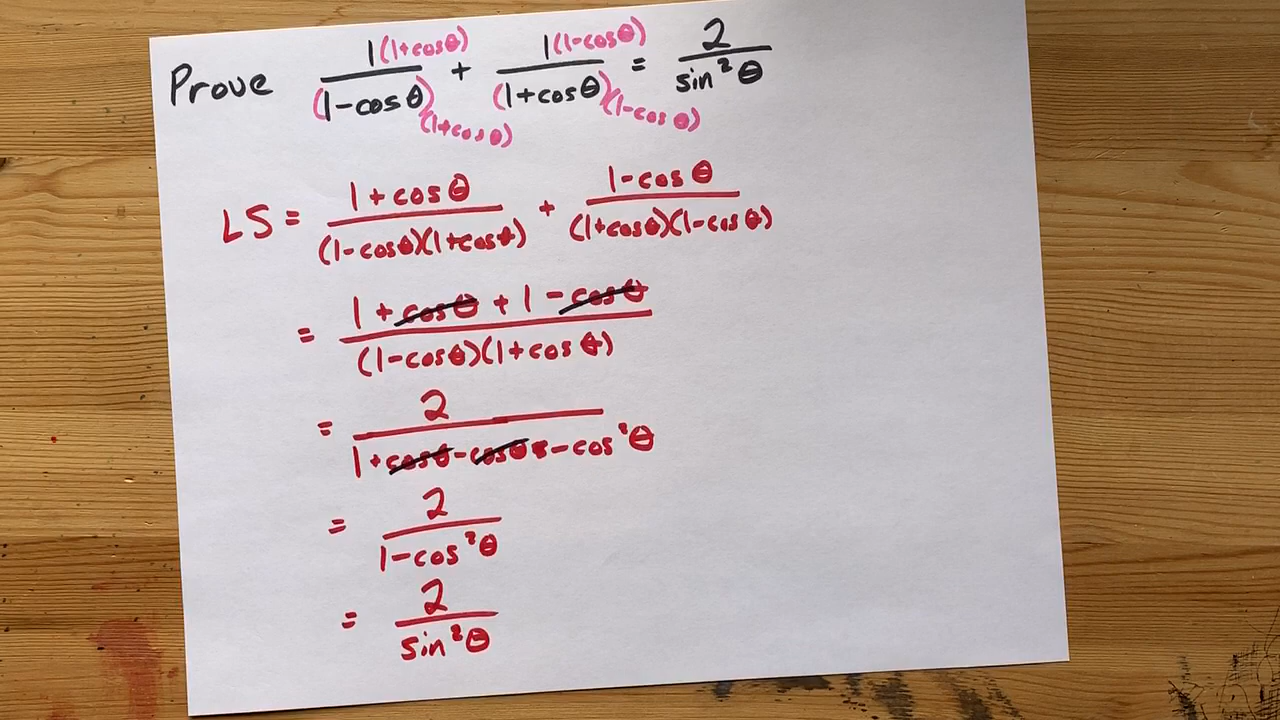 Prove 1(1+cosθ)/(1-cosθ)(1+cosθ) + 1(1-cosθ)/(1+cosθ)(1-cosθ) = 2/sin²θ
LS = 1+cosθ/(1-cosθ)(1+cosθ) + 1-cosθ/(1+cosθ)(1-cosθ)
= 1+cosθ+1-cosθ/(1-cosθ)(1+cosθ)
= 2/1+cosθ-cosθ-cos²θ
= 2/1-cos²θ
= 2/sin²θ